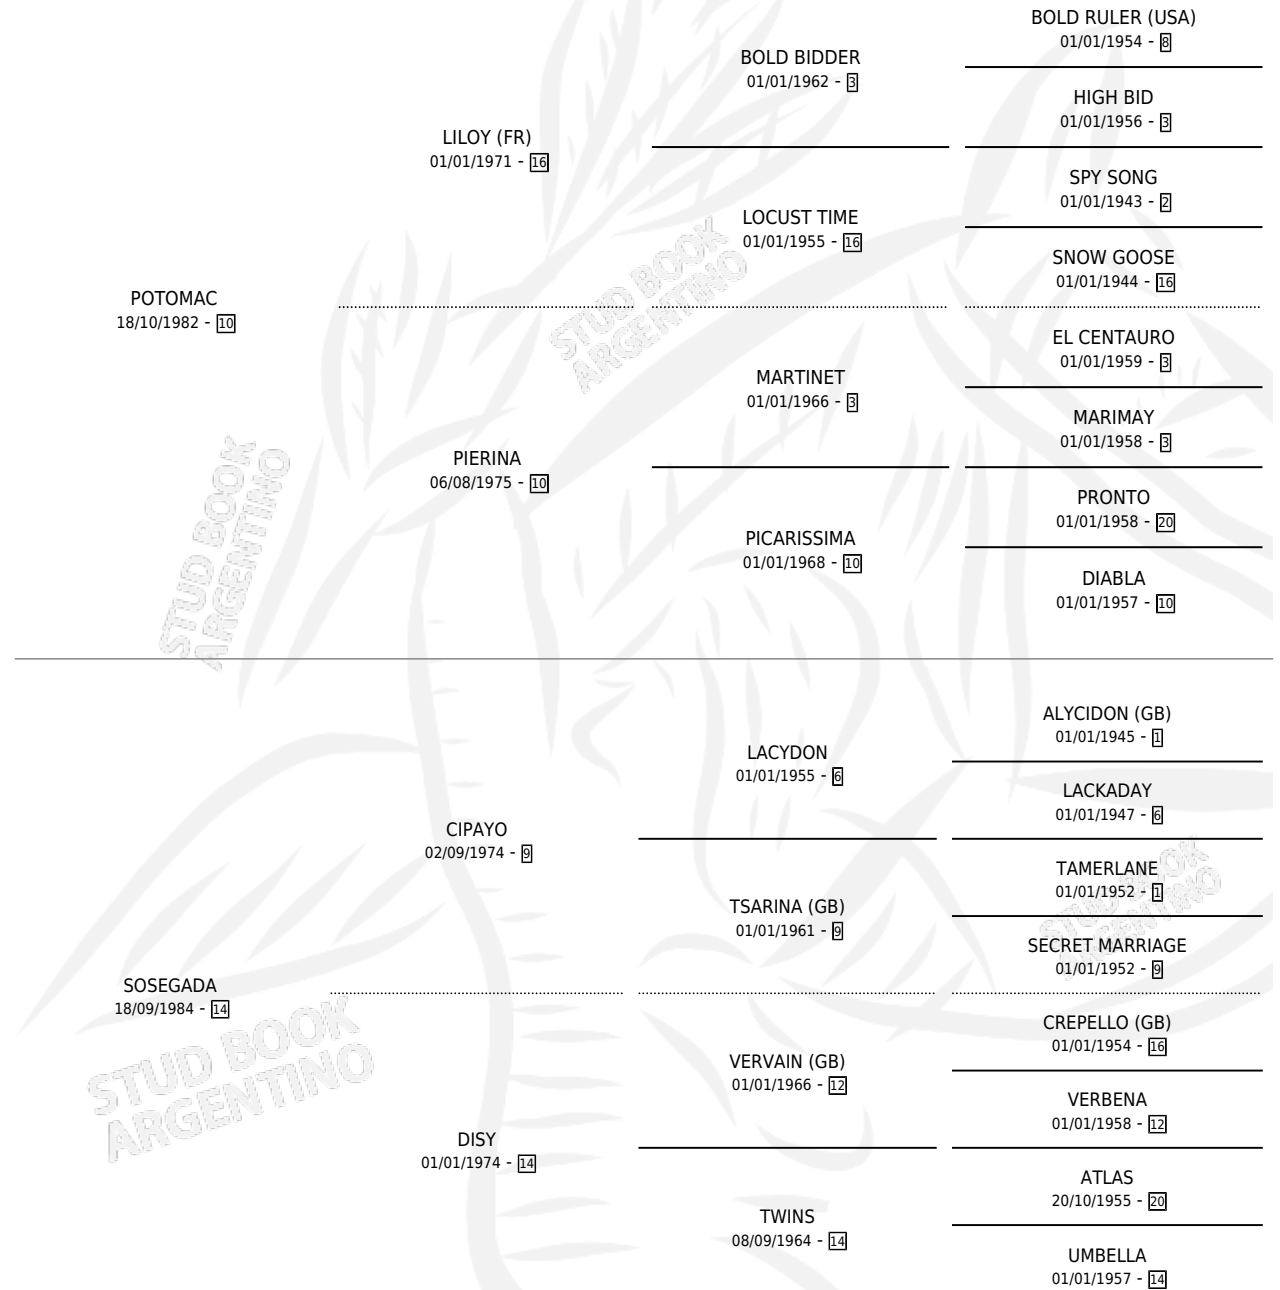 BOLD RULER (USA)
01/01/1954 - 8
BOLD BIDDER
01/01/1962 - 3
HIGH BID
01/01/1956 - 3
LILOY (FR)
01/01/1971 - 16
SPY SONG
01/01/1943 - 2
LOCUST TIME
01/01/1955 - 16
SNOW GOOSE
01/01/1944 - 16
POTOMAC
18/10/1982 - 10
STUD BOOK
ARGENTINO
EL CENTAURO
01/01/1959 - 3
MARTINET
01/01/1966 - 3
MARIMAY
01/01/1958 - 3
PIERINA
06/08/1975 - 10
PRONTO
01/01/1958 - 20
PICARISSIMA
01/01/1968 - 10
DIABLA
01/01/1957 - 10
STUD BOOK
ARGENTINO
ALYCIDON (GB)
01/01/1945 - 1
LACYDON
01/01/1955 - 6
LACKADAY
01/01/1947 - 6
CIPAYO
02/09/1974 - 9
TAMERLANE
01/01/1952 - 1
TSARINA (GB)
01/01/1961 - 9
STUD BOOK
ARGENTINO
SECRET MARRIAGE
01/01/1952 - 9
SOSEGADA
18/09/1984 - 14
CREPELLO (GB)
01/01/1954 - 16
VERVAIN (GB)
01/01/1966 - 12
VERBENA
01/01/1958 - 12
STUD BOOK
ARGENTINO
DISY
01/01/1974 - 14
ATLAS
20/10/1955 - 20
TWINS
08/09/1964 - 14
UMBELLA
01/01/1957 - 14